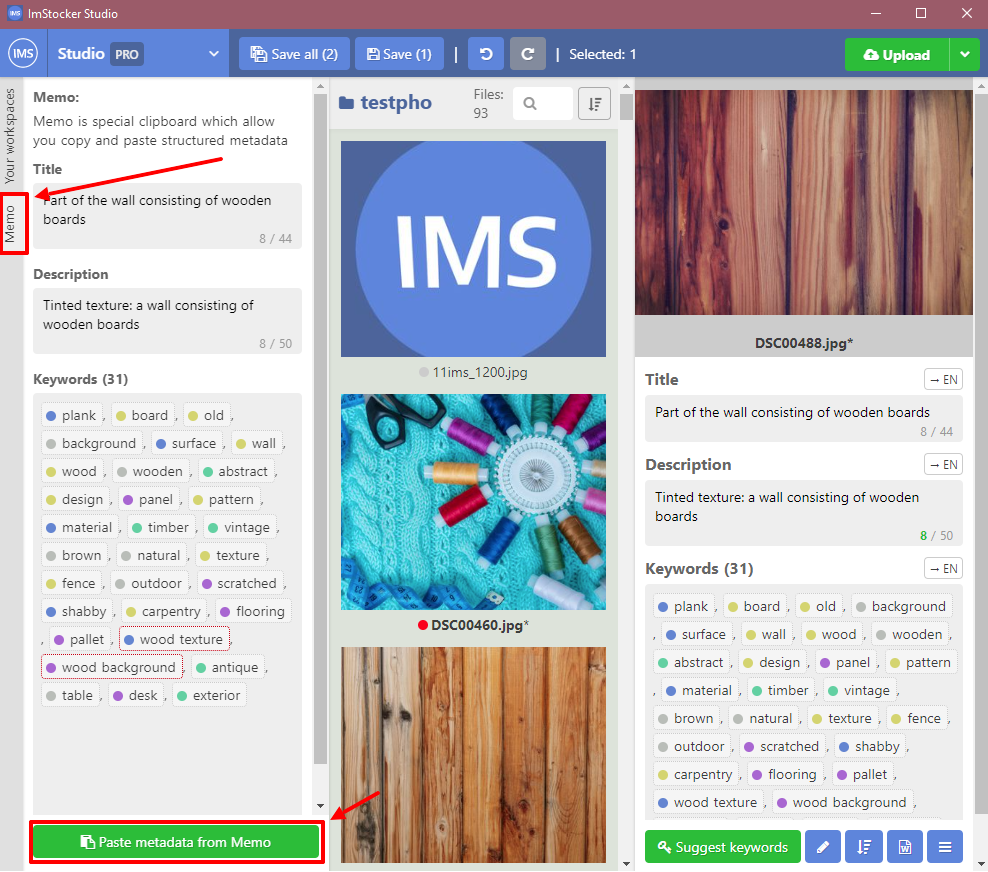 IMS ImStocker Studio
IMS Studio PRO Save all (2) Save (1) | | Selected: 1 Upload
Your workspaces
Memo
Memo:
Memo is special clipboard which allow
you copy and paste structured metadata
Title
Part of the wall consisting of wooden
boards
8 / 44
Description
Tinted texture: a wall consisting of
wooden boards
8 / 50
Keywords (31)
plank , board , old ,
background , surface , wall ,
wood , wooden , abstract ,
design , panel , pattern ,
material , timber , vintage ,
brown , natural , texture ,
fence , outdoor , scratched ,
shabby , carpentry , flooring
, pallet , wood texture ,
wood background , antique ,
table , desk , exterior
Paste metadata from Memo
testpho
Files:
93
IMS
11ims_1200.jpg
DSC00460.jpg*
DSC00488.jpg*
Title → EN
Part of the wall consisting of wooden boards
8 / 44
Description → EN
Tinted texture: a wall consisting of wooden
boards
8 / 50
Keywords (31) → EN
plank , board , old , background
, surface , wall , wood , wooden ,
abstract , design , panel , pattern
, material , timber , vintage ,
brown , natural , texture , fence ,
outdoor , scratched , shabby ,
carpentry , flooring , pallet ,
wood texture , wood background ,
Suggest keywords